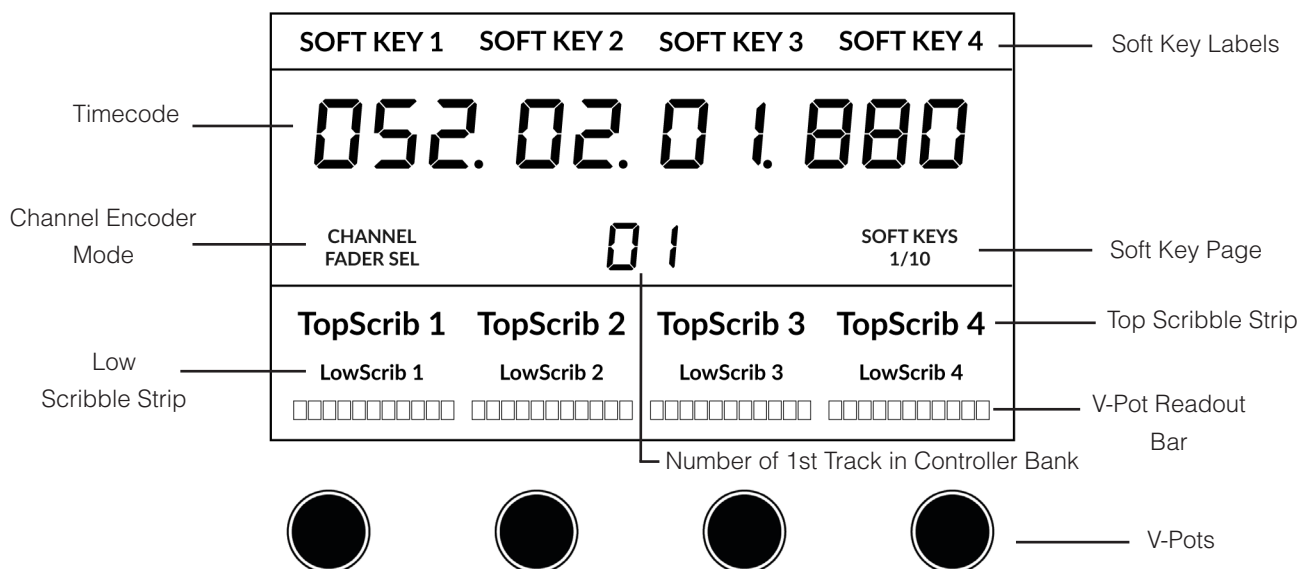 SOFT KEY 1 SOFT KEY 2 SOFT KEY 3 SOFT KEY 4
Soft Key Labels
Timecode
052. 02. 01. 880
Channel Encoder
Mode
CHANNEL
FADER SEL
01
SOFT KEYS
1/10
Soft Key Page
TopScrib 1 TopScrib 2 TopScrib 3 TopScrib 4
Top Scribble Strip
Low
Scribble Strip
LowScrib 1 LowScrib 2 LowScrib 3 LowScrib 4
V-Pot Readout
Bar
Number of 1st Track in Controller Bank
V-Pots